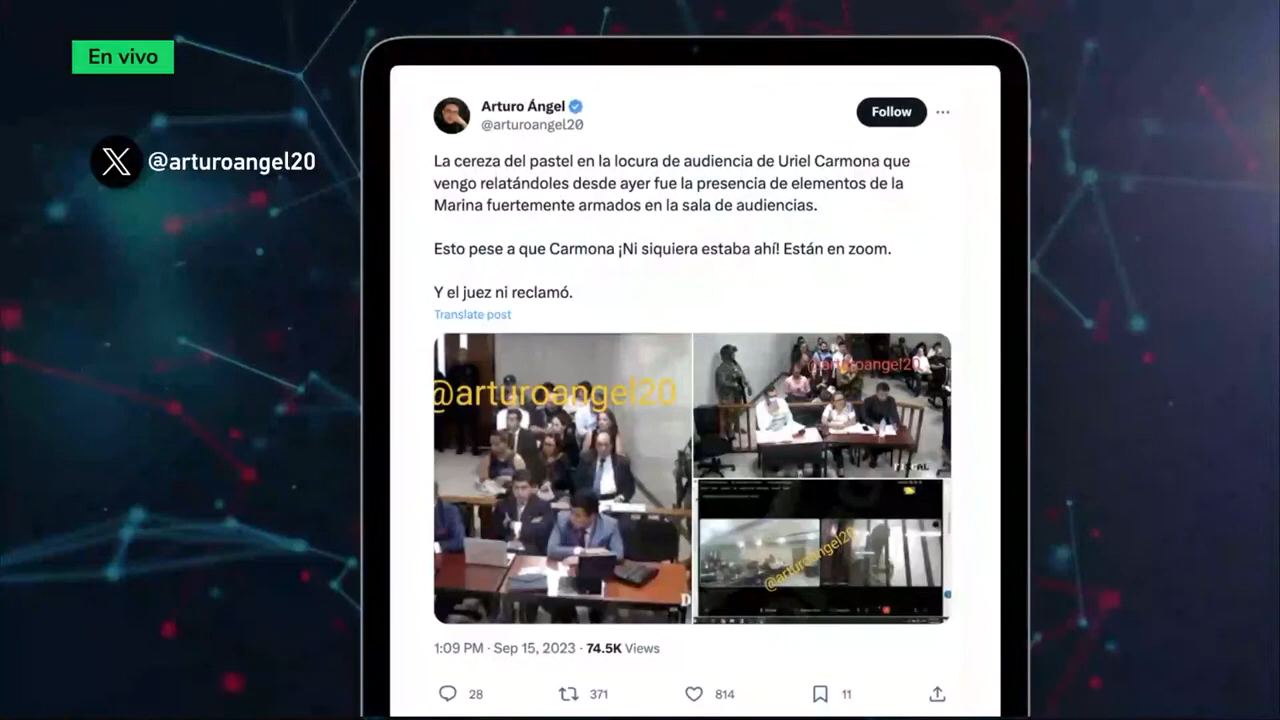 En vivo
@arturoangel20
Arturo Ángel
@arturoangel20
Follow
La cereza del pastel en la locura de audiencia de Uriel Carmona que
vengo relatándoles desde ayer fue la presencia de elementos de la
Marina fuertemente armados en la sala de audiencias.
Esto pese a que Carmona ¡Ni siquiera estaba ahí! Están en zoom.
Y el juez ni reclamó.
Translate post
@arturoangel20
@arturoangel20
@arturoangel20
1:09 PM · Sep 15, 2023 · 74.5K Views
28
371
814
11